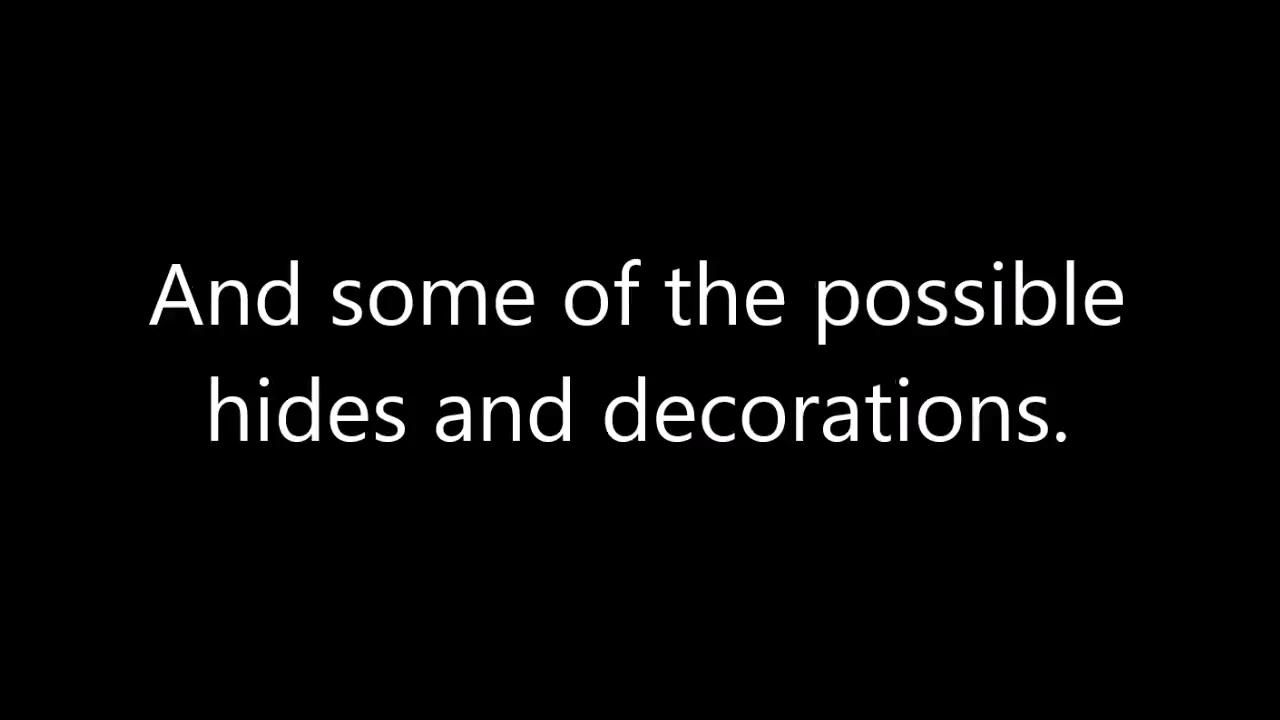 And some of the possible
hides and decorations.